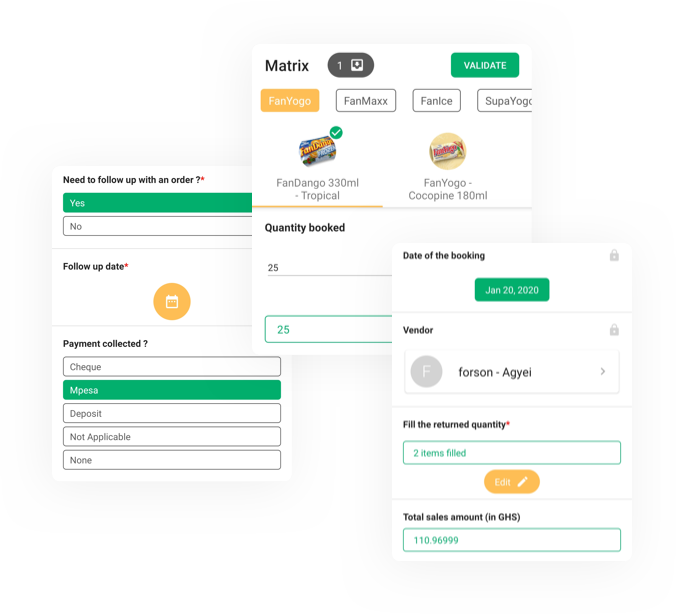 Matrix
1
VALIDATE
FanYogo
FanMaxx
FanIce
SupaYogo
FanDango 330ml
- Tropical
FanYogo -
Cocopine 180ml
Quantity booked
25
25
Need to follow up with an order ?*
Yes
No
Follow up date*
Payment collected ?
Cheque
Mpesa
Deposit
Not Applicable
None
Date of the booking
Jan 20, 2020
Vendor
F
forson - Agyei
Fill the returned quantity*
2 items filled
Edit
Total sales amount (in GHS)
110.96999